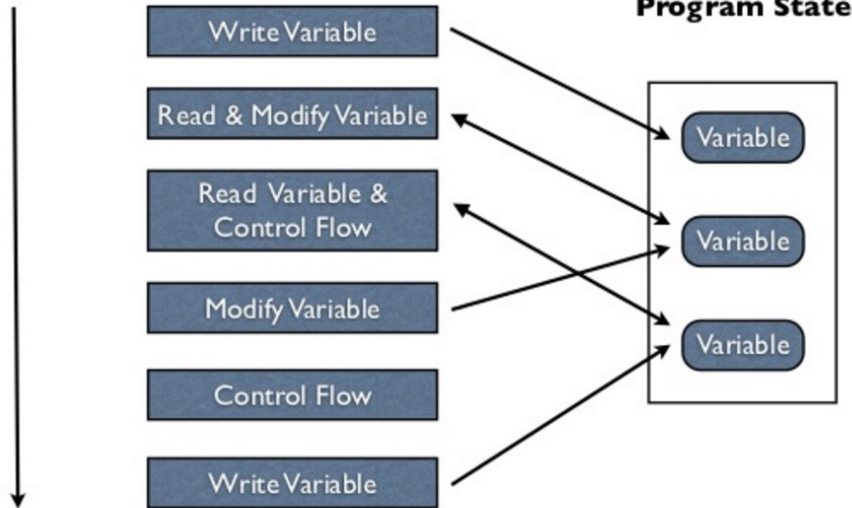 Program State
Write Variable
Read & Modify Variable
Read Variable &
Control Flow
Modify Variable
Control Flow
Write Variable
Variable
Variable
Variable